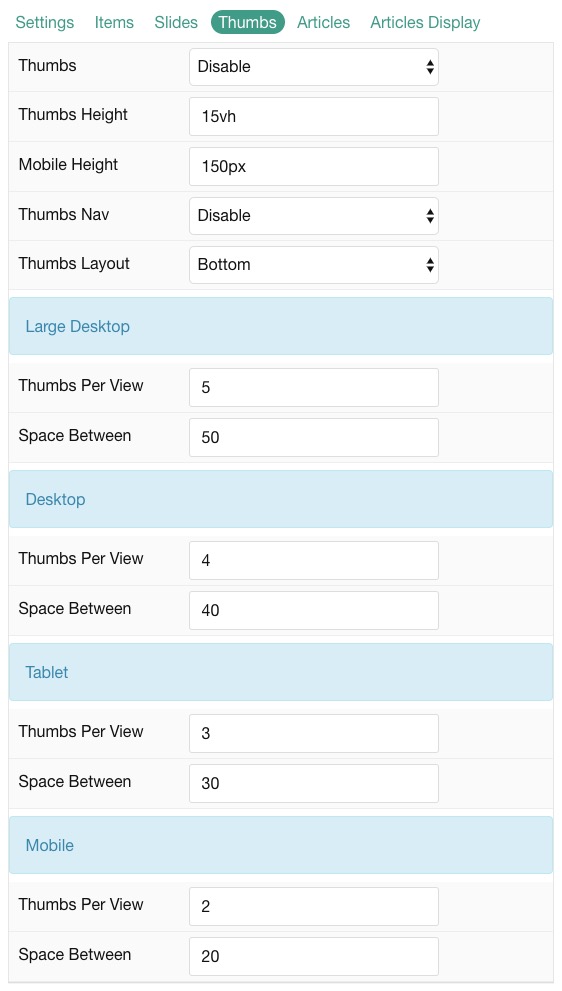 Settings Items Slides Thumbs Articles Articles Display
Thumbs Disable
Thumbs Height 15vh
Mobile Height 150px
Thumbs Nav Disable
Thumbs Layout Bottom
Large Desktop
Thumbs Per View 5
Space Between 50
Desktop
Thumbs Per View 4
Space Between 40
Tablet
Thumbs Per View 3
Space Between 30
Mobile
Thumbs Per View 2
Space Between 20